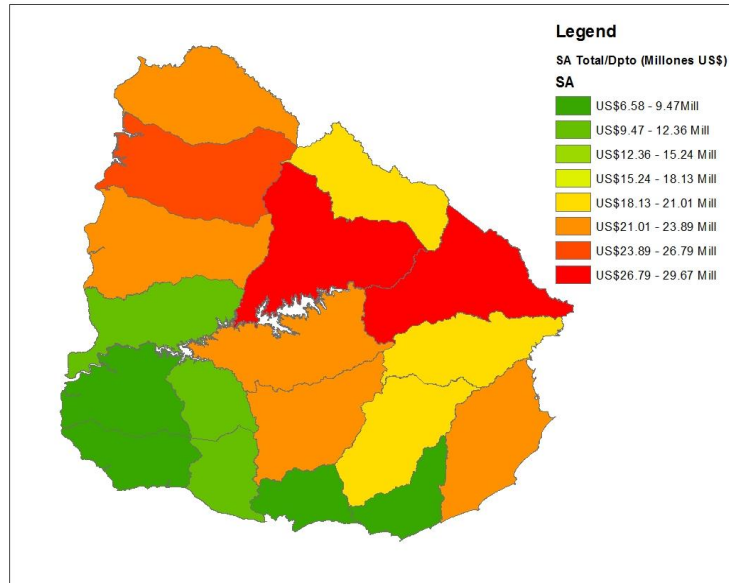 Legend
SA Total/Dpto (Millones US$)
SA
US$6.58 - 9.47Mill
US$9.47 - 12.36 Mill
US$12.36 - 15.24 Mill
US$15.24 - 18.13 Mill
US$18.13 - 21.01 Mill
US$21.01 - 23.89 Mill
US$23.89 - 26.79 Mill
US$26.79 - 29.67 Mill